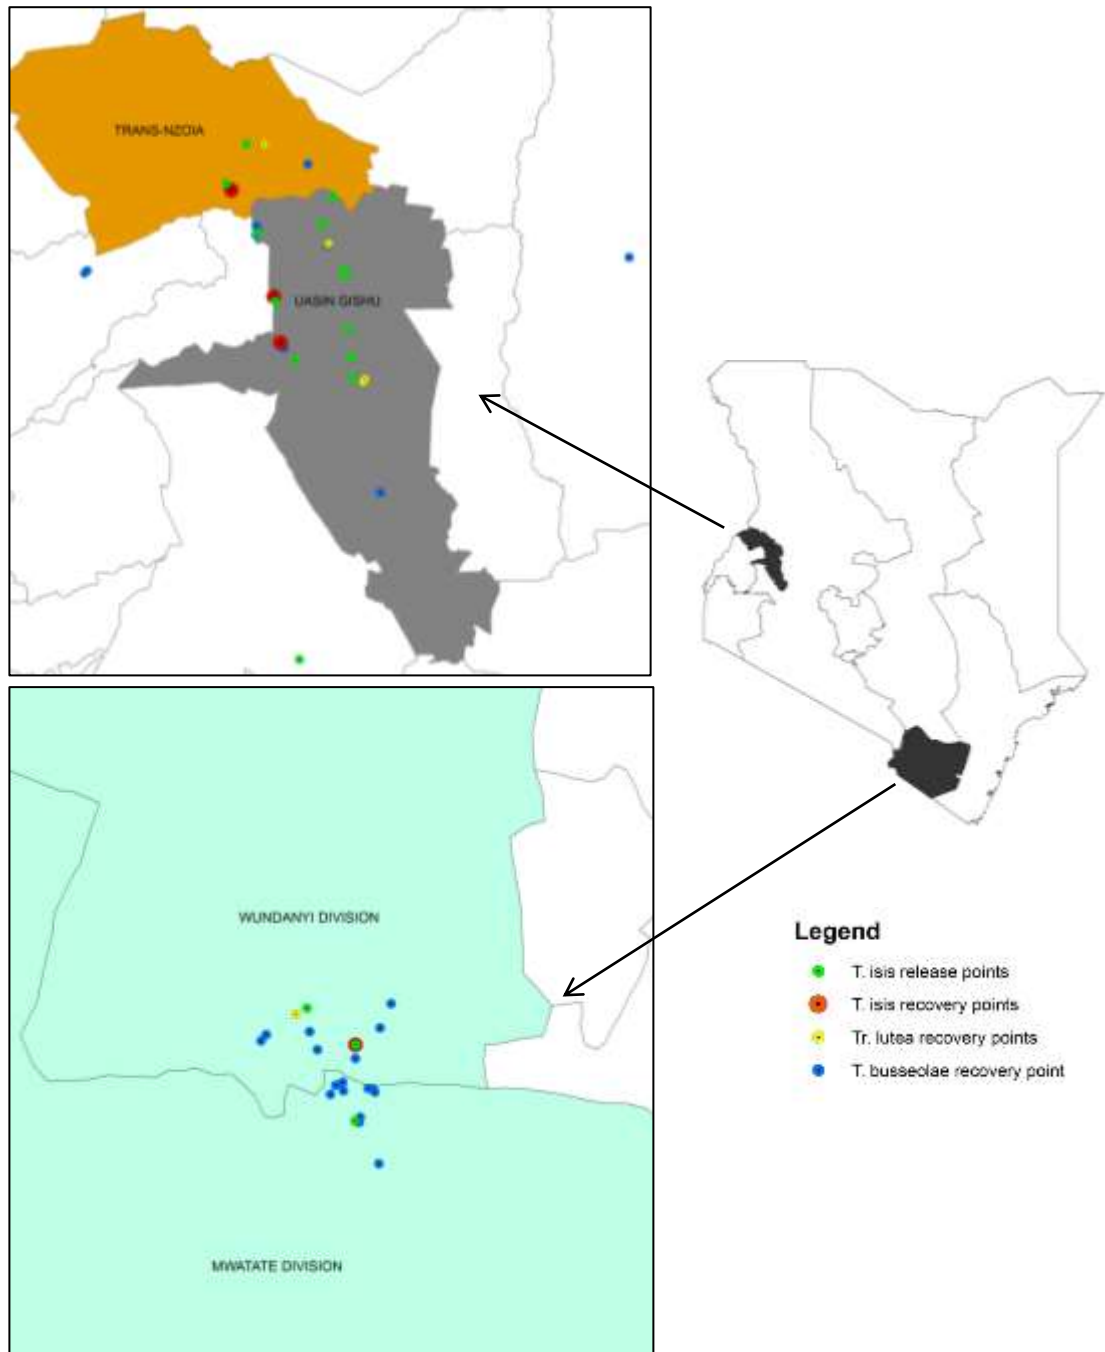 TRANS-NZOIA
UASIN GISHU
WUNDANYI DIVISION
MWATATE DIVISION
Legend
T. isis release points
T. isis recovery points
Tr. lutea recovery points
T. busseolae recovery point